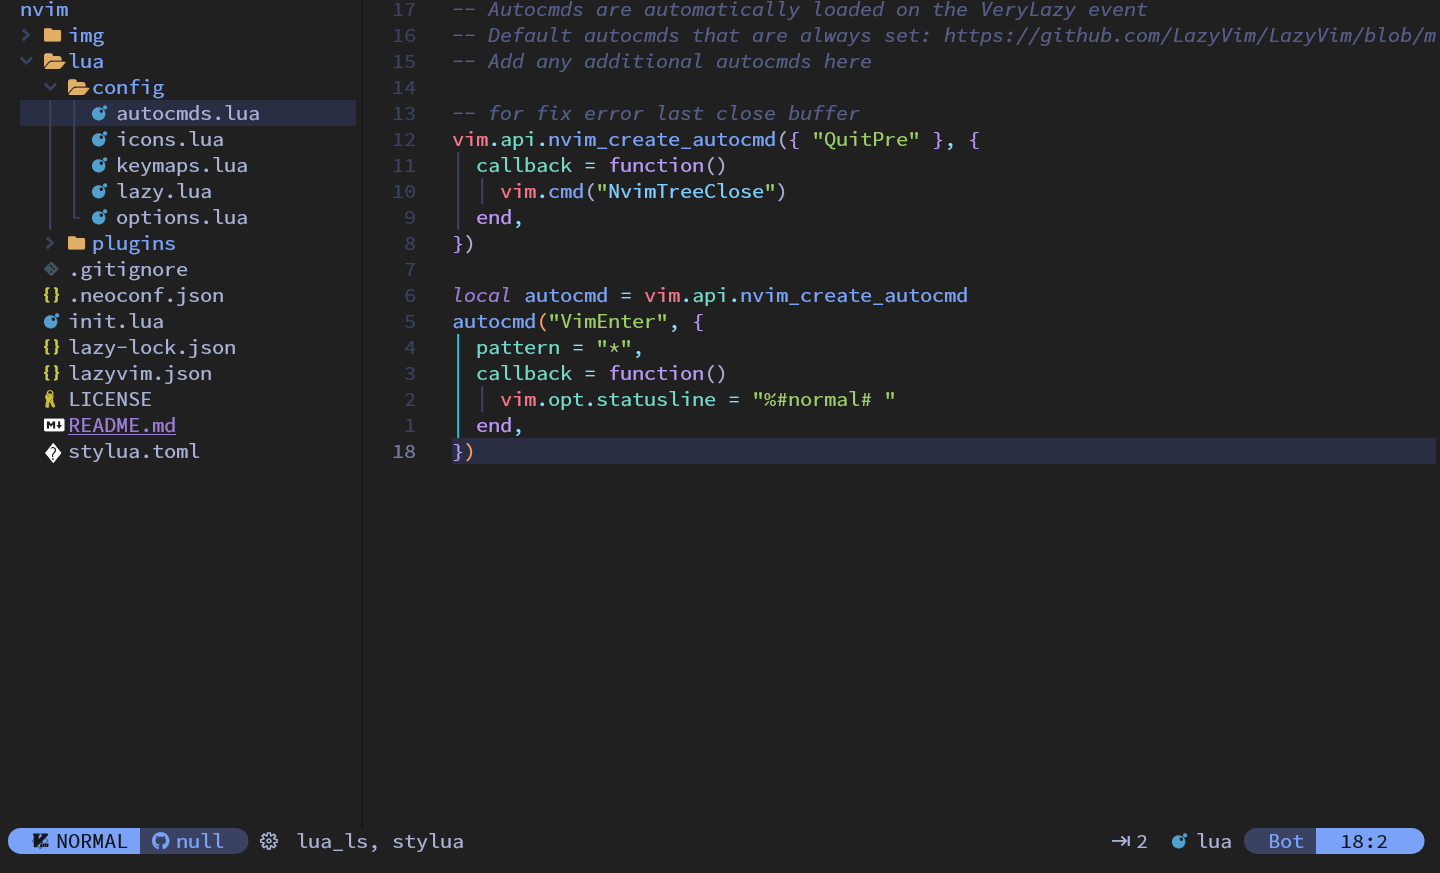 nvim
img
lua
config
autocmds.lua
icons.lua
keymaps.lua
lazy.lua
options.lua
plugins
.gitignore
{} .neoconf.json
init.lua
{} lazy-lock.json
{} lazyvim.json
LICENSE
M↓ README.md
? stylua.toml
17 -- Autocmds are automatically loaded on the VeryLazy event
16 -- Default autocmds that are always set: https://github.com/LazyVim/LazyVim/blob/m
15 -- Add any additional autocmds here
14
13 -- for fix error last close buffer
12 vim.api.nvim_create_autocmd({ "QuitPre" }, {
11 callback = function()
10 vim.cmd("NvimTreeClose")
9 end,
8 })
7
6 local autocmd = vim.api.nvim_create_autocmd
5 autocmd("VimEnter", {
4 pattern = "*",
3 callback = function()
2 vim.opt.statusline = "%#normal# "
1 end,
18 })
NORMAL null lua_ls, stylua 2 lua Bot 18:2